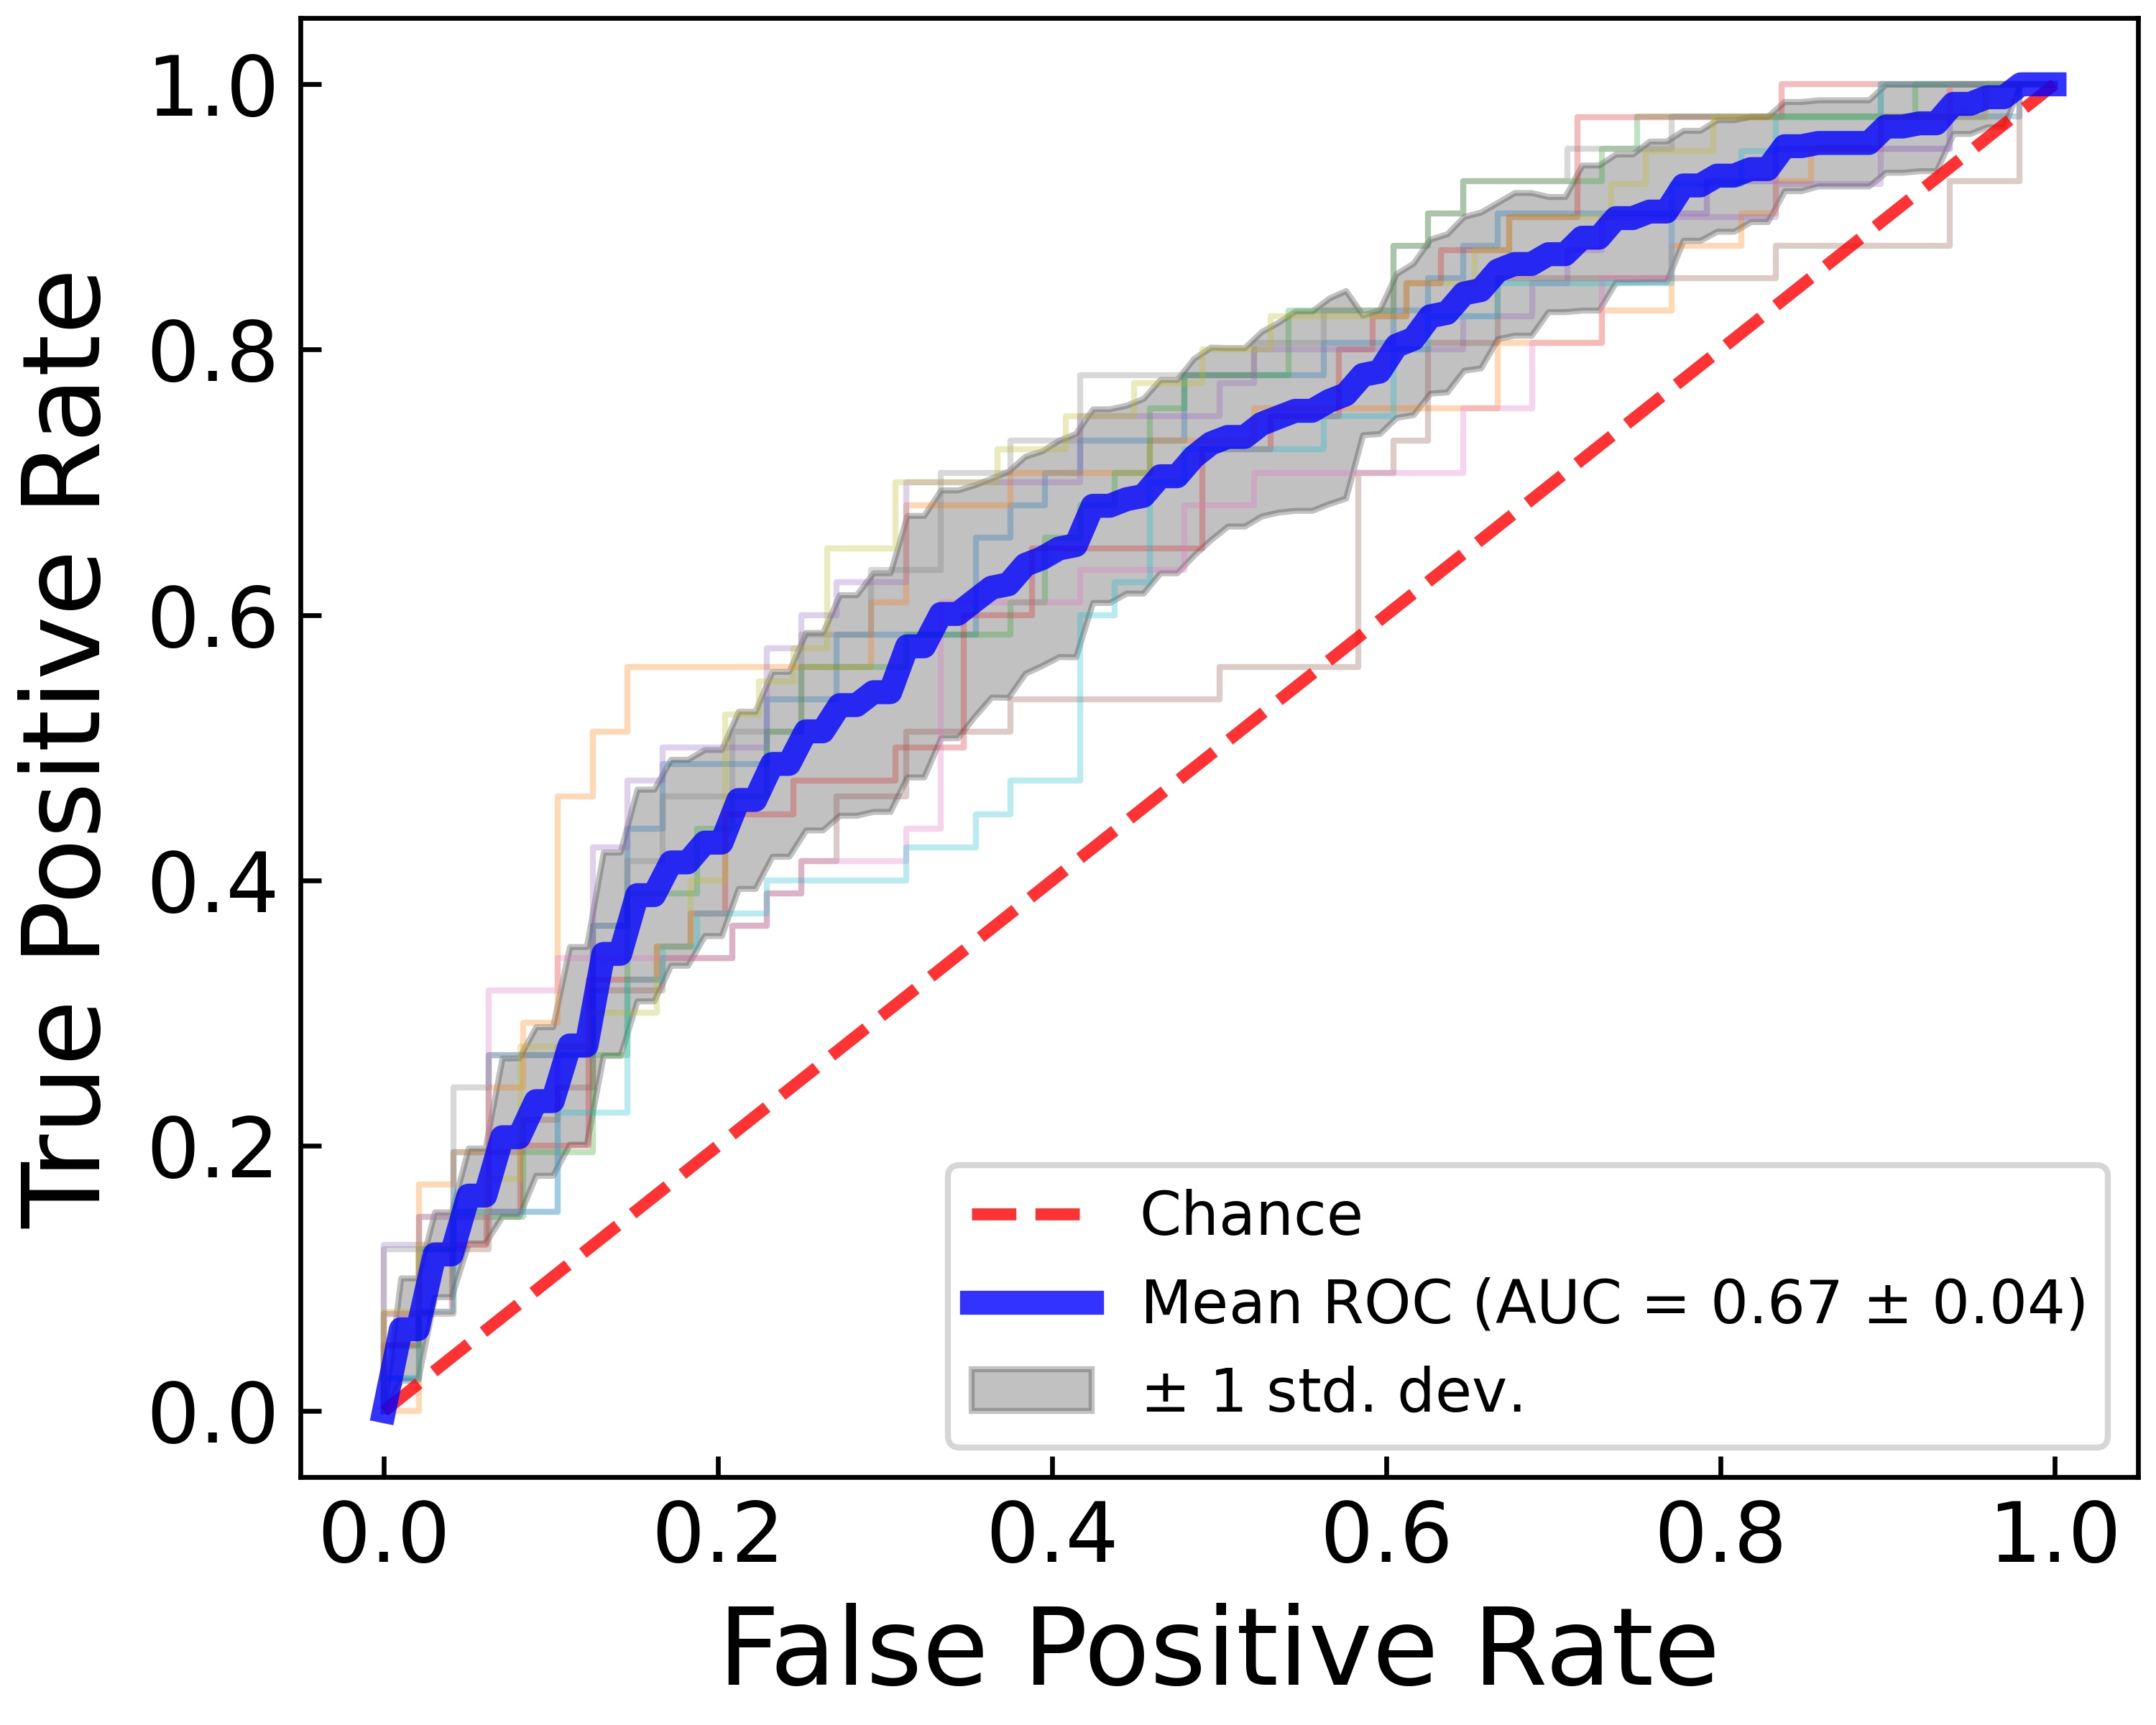 True Positive Rate
1.0
0.8
0.6
0.4
0.2
0.0
Chance
Mean ROC (AUC = 0.67 ± 0.04)
± 1 std. dev.
0.0 0.2 0.4 0.6 0.8 1.0
False Positive Rate